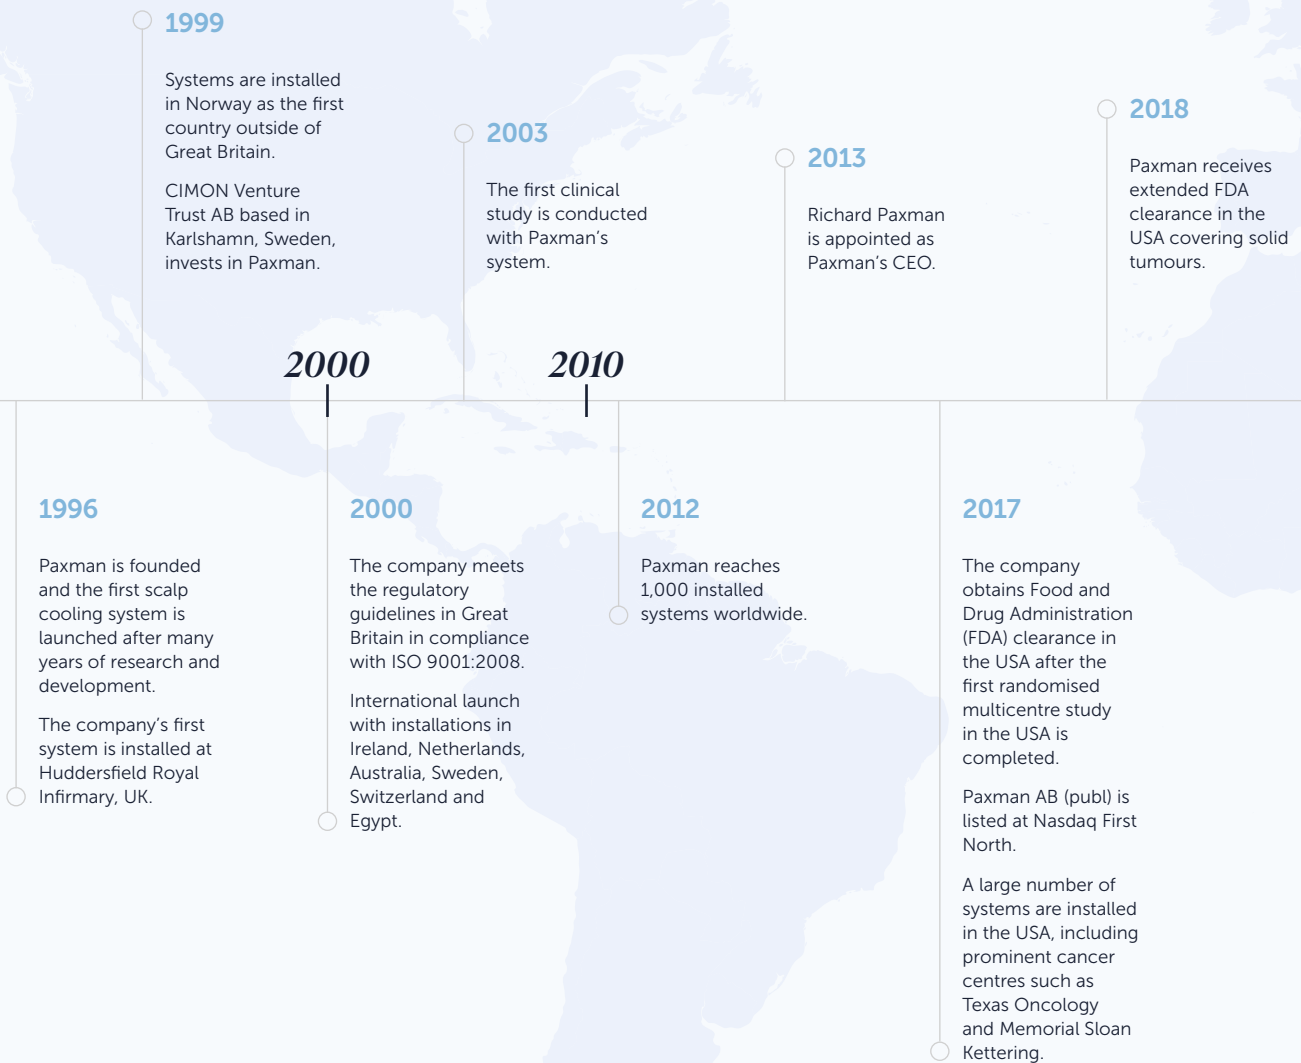 1999
Systems are installed
in Norway as the first
country outside of
Great Britain.
CIMON Venture
Trust AB based in
Karlshamn, Sweden,
invests in Paxman.
2003
The first clinical
study is conducted
with Paxman's
system.
2013
Richard Paxman
is appointed as
Paxman's CEO.
2018
Paxman receives
extended FDA
clearance in the
USA covering solid
tumours.
2000
2010
1996
Paxman is founded
and the first scalp
cooling system is
launched after many
years of research and
development.
The company's first
system is installed at
Huddersfield Royal
Infirmary, UK.
2000
The company meets
the regulatory
guidelines in Great
Britain in compliance
with ISO 9001:2008.
International launch
with installations in
Ireland, Netherlands,
Australia, Sweden,
Switzerland and
Egypt.
2012
Paxman reaches
1,000 installed
systems worldwide.
2017
The company
obtains Food and
Drug Administration
(FDA) clearance in
the USA after the
first randomised
multicentre study
in the USA is
completed.
Paxman AB (publ) is
listed at Nasdaq First
North.
A large number of
systems are installed
in the USA, including
prominent cancer
centres such as
Texas Oncology
and Memorial Sloan
Kettering.